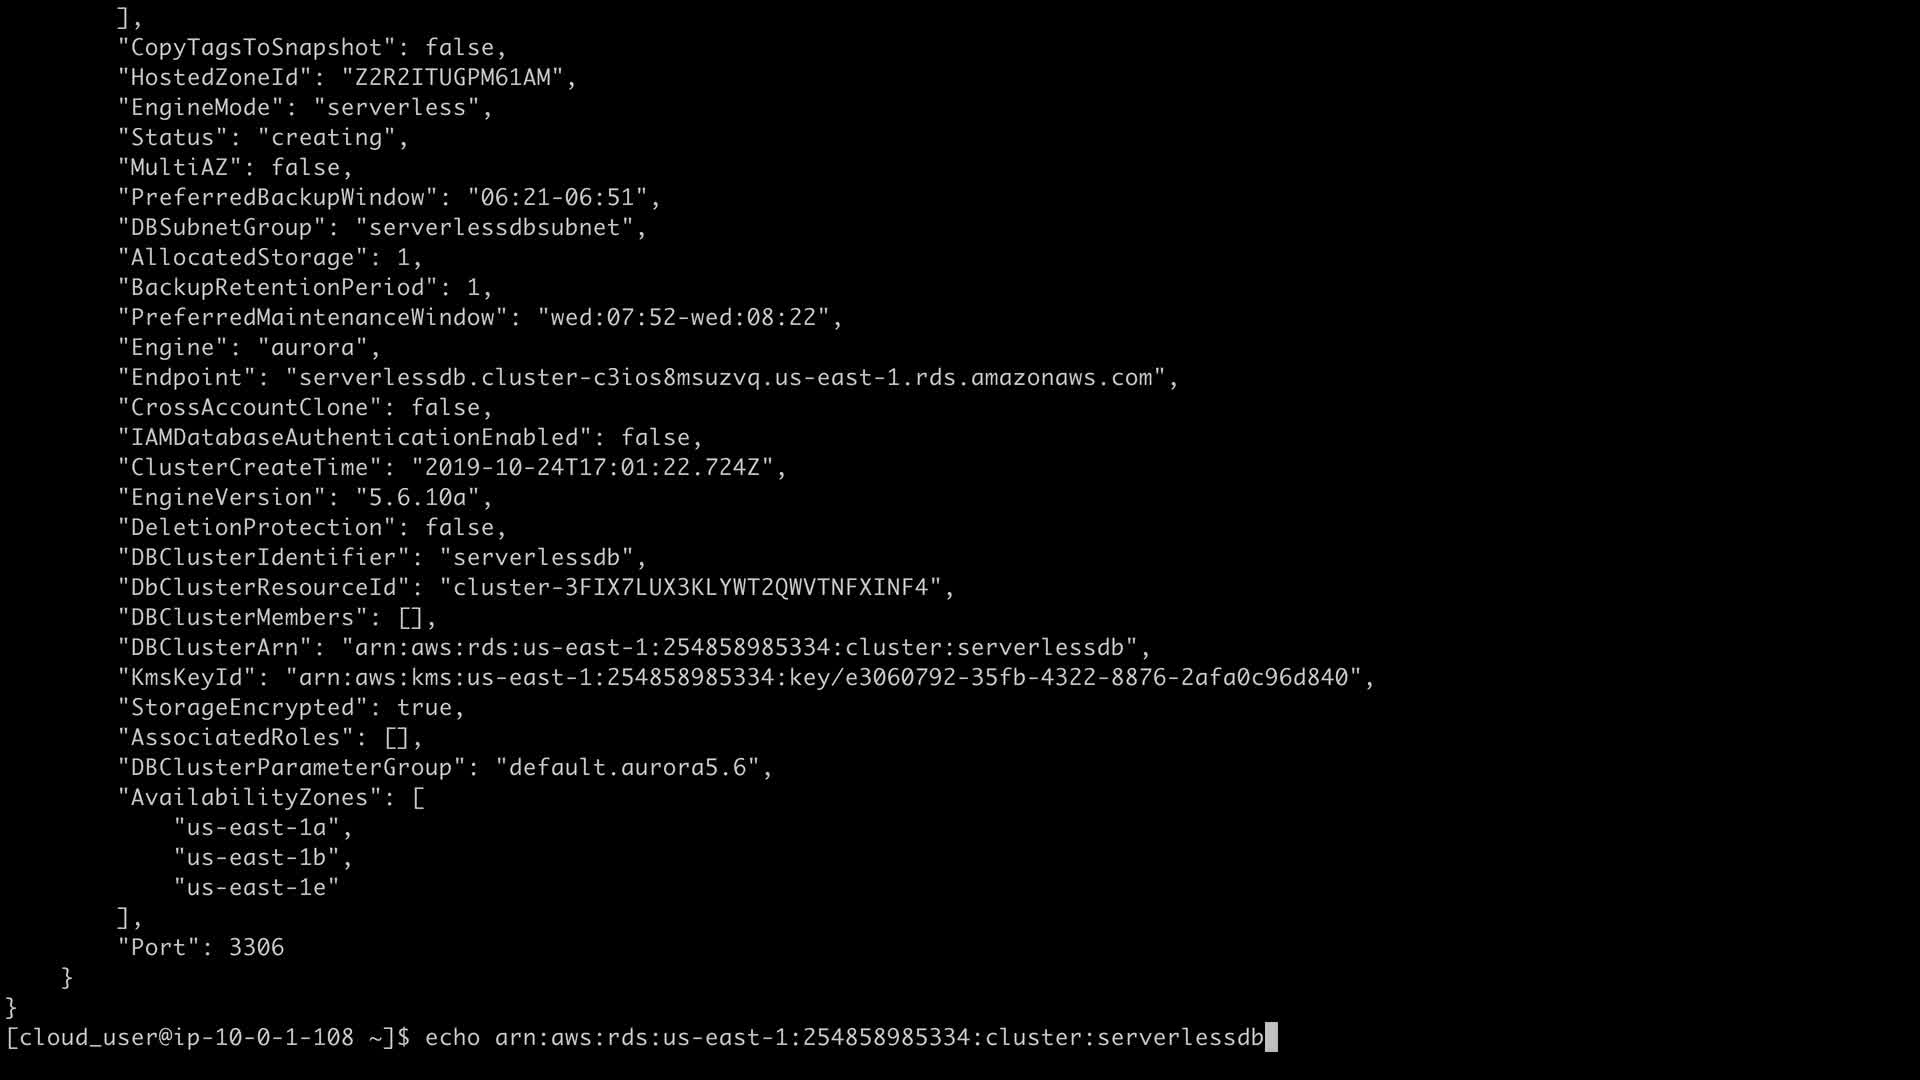 ],
"CopyTagsToSnapshot": false,
"HostedZoneId": "Z2R2ITUGPM61AM",
"EngineMode": "serverless",
"Status": "creating",
"MultiAZ": false,
"PreferredBackupWindow": "06:21-06:51",
"DBSubnetGroup": "serverlessdbsubnet",
"AllocatedStorage": 1,
"BackupRetentionPeriod": 1,
"PreferredMaintenanceWindow": "wed:07:52-wed:08:22",
"Engine": "aurora",
"Endpoint": "serverlessdb.cluster-c3ios8msuzvq.us-east-1.rds.amazonaws.com",
"CrossAccountClone": false,
"IAMDatabaseAuthenticationEnabled": false,
"ClusterCreateTime": "2019-10-24T17:01:22.724Z",
"EngineVersion": "5.6.10a",
"DeletionProtection": false,
"DBClusterIdentifier": "serverlessdb",
"DbClusterResourceId": "cluster-3FIX7LUX3KLYWT2QWVTNFXINF4",
"DBClusterMembers": [],
"DBClusterArn": "arn:aws:rds:us-east-1:254858985334:cluster:serverlessdb",
"KmsKeyId": "arn:aws:kms:us-east-1:254858985334:key/e3060792-35fb-4322-8876-2afa0c96d840",
"StorageEncrypted": true,
"AssociatedRoles": [],
"DBClusterParameterGroup": "default.aurora5.6",
"AvailabilityZones": [
"us-east-1a",
"us-east-1b",
"us-east-1e"
],
"Port": 3306
}
}
[cloud_user@ip-10-0-1-108 ~]$ echo arn:aws:rds:us-east-1:254858985334:cluster:serverlessdb